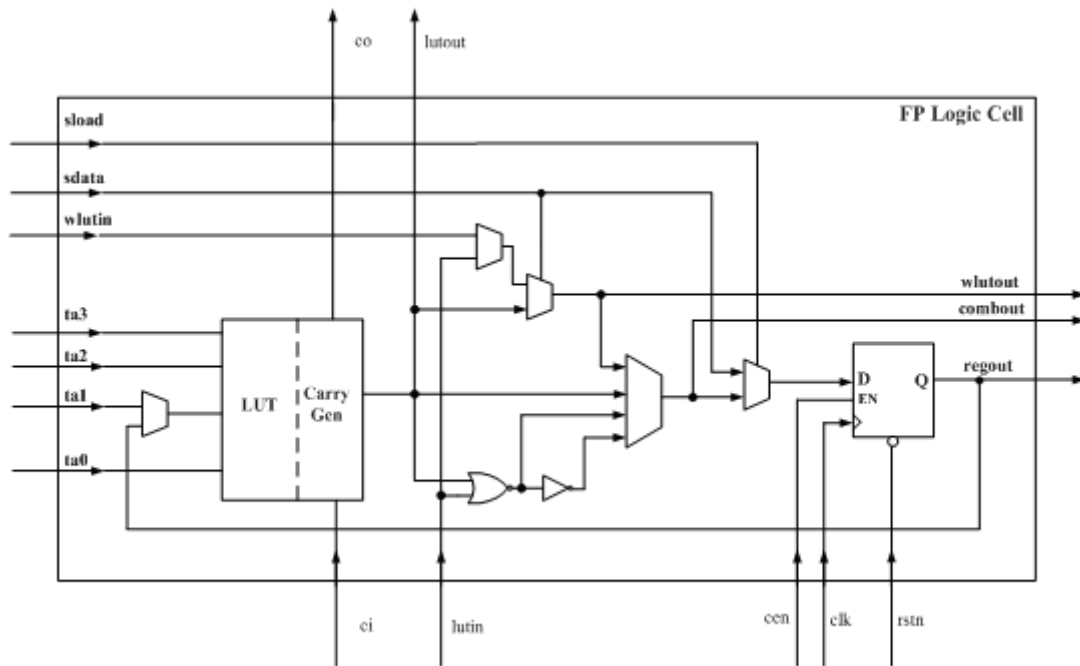 co
lutout
FP Logic Cell
sload
sdata
wlutin
wlutout
combout
ta3
ta2
regout
ta1
LUT
Carry
Gen
D
Q
EN
ta0
ci
lutin
cen
clk
rstn